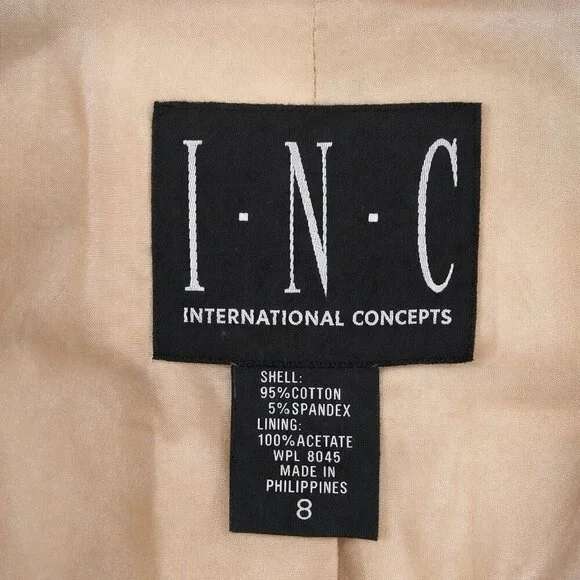 I·N·C
INTERNATIONAL CONCEPTS
SHELL:
95%COTTON
5%SPANDEX
LINING:
100%ACETATE
WPL 8045
MADE IN
PHILIPPINES
8